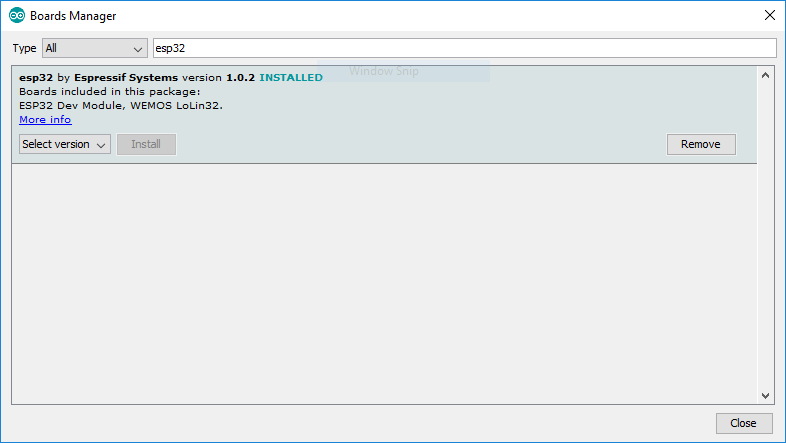 Boards Manager
Type All esp32
Window Snip
esp32 by Espressif Systems version 1.0.2 INSTALLED
Boards included in this package:
ESP32 Dev Module, WEMOS LoLin32.
More info
Select version Install Remove
Close